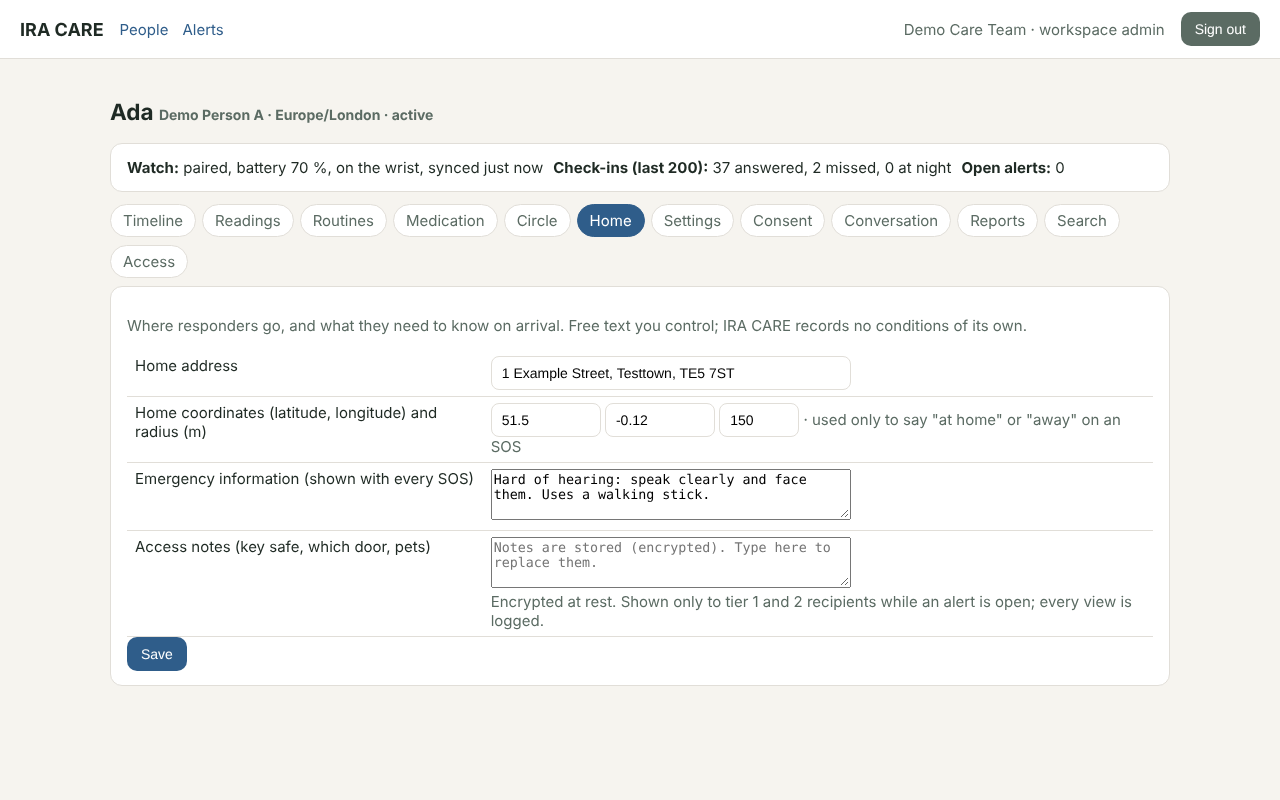 IRA CARE People Alerts Demo Care Team · workspace admin Sign out
Ada Demo Person A · Europe/London · active
Watch: paired, battery 70 %, on the wrist, synced just now Check-ins (last 200): 37 answered, 2 missed, 0 at night Open alerts: 0
Timeline Readings Routines Medication Circle Home Settings Consent Conversation Reports Search
Access
Where responders go, and what they need to know on arrival. Free text you control; IRA CARE records no conditions of its own.
Home address
1 Example Street, Testtown, TE5 7ST
Home coordinates (latitude, longitude) and
radius (m)
51.5 -0.12 150 · used only to say "at home" or "away" on an
SOS
Emergency information (shown with every SOS)
Hard of hearing: speak clearly and face
them. Uses a walking stick.
Access notes (key safe, which door, pets)
Notes are stored (encrypted). Type here to
replace them.
Encrypted at rest. Shown only to tier 1 and 2 recipients while an alert is open; every view is
logged.
Save